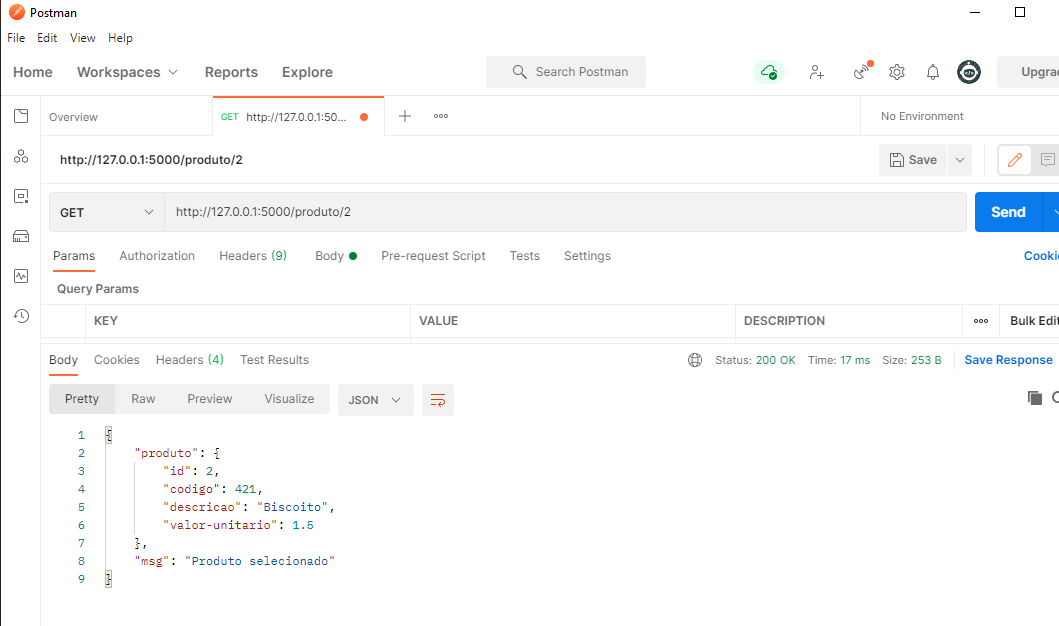 Postman
File Edit View Help
Home Workspaces Reports Explore Search Postman
Overview GET http://127.0.0.1:50... No Environment
http://127.0.0.1:5000/produto/2 Save
GET http://127.0.0.1:5000/produto/2 Send
Params Authorization Headers (9) Body Pre-request Script Tests Settings
Query Params
KEY VALUE DESCRIPTION Bulk Edit
Body Cookies Headers (4) Test Results Status: 200 OK Time: 17 ms Size: 253 B Save Response
Pretty Raw Preview Visualize JSON
1 {
2 "produto": {
3 "id": 2,
4 "codigo": 421,
5 "descricao": "Biscoito",
6 "valor-unitario": 1.5
7 },
8 "msg": "Produto selecionado"
9 }